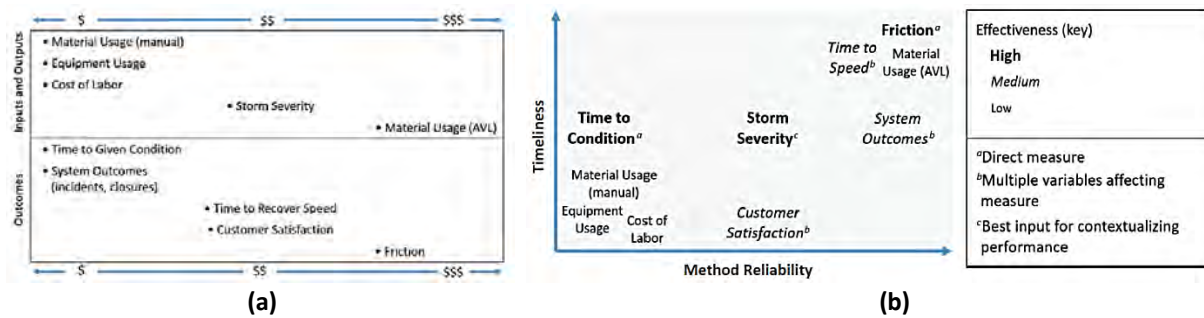 $ $$ $$$
Inputs and Outputs
• Material Usage (manual)
• Equipment Usage
• Cost of Labor
• Storm Severity
• Material Usage (AVL)
Outcomes
• Time to Given Condition
• System Outcomes
(incidents, closures)
• Time to Recover Speed
• Customer Satisfaction
• Friction
$ $$ $$$
(a)
Timeliness
Frictionᵃ
Time to
Speedᵇ
Material
Usage (AVL)
Time to
Conditionᵃ
Storm
Severityᶜ
System
Outcomesᵇ
Material Usage
(manual)
Equipment
Usage
Cost of
Labor
Customer
Satisfactionᵇ
Method Reliability
Effectiveness (key)
High
Medium
Low
ᵃDirect measure
ᵇMultiple variables affecting
measure
ᶜBest input for contextualizing
performance
(b)